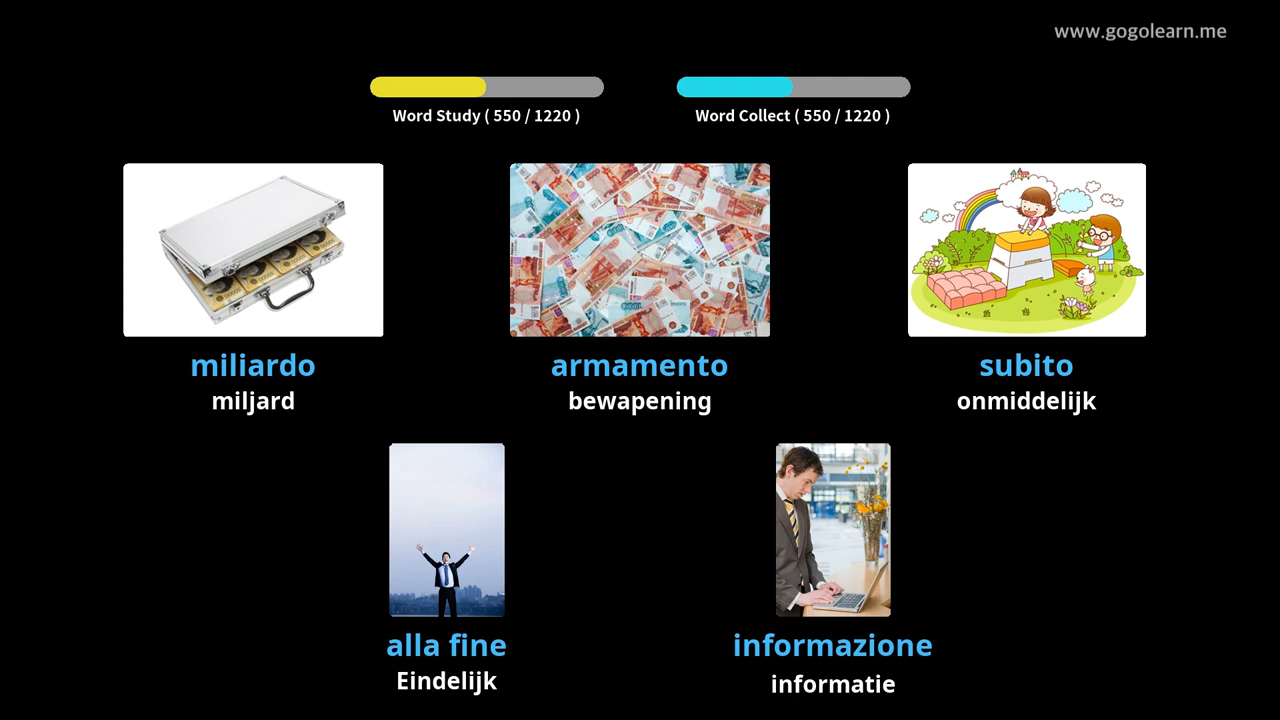 www.gogolearn.me
Word Study ( 550 / 1220 )
Word Collect ( 550 / 1220 )
miliardo
miljard
armamento
bewapening
subito
onmiddelijk
alla fine
Eindelijk
informazione
informatie